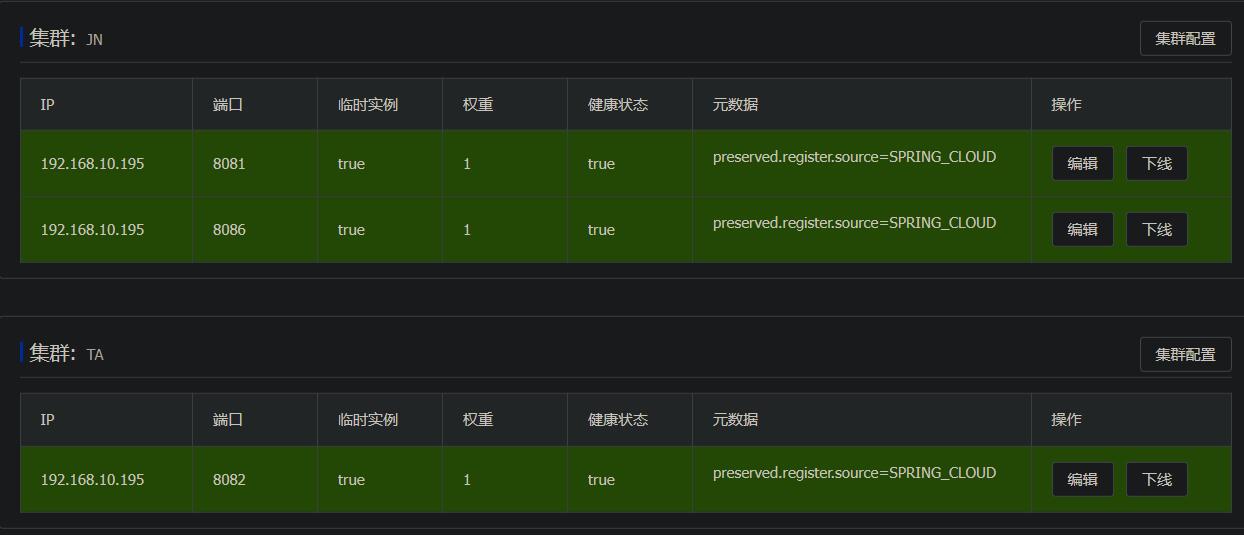 集群: JN 集群配置
IP 端口 临时实例 权重 健康状态 元数据 操作
192.168.10.195 8081 true 1 true preserved.register.source=SPRING_CLOUD 编辑 下线
192.168.10.195 8086 true 1 true preserved.register.source=SPRING_CLOUD 编辑 下线
集群: TA 集群配置
IP 端口 临时实例 权重 健康状态 元数据 操作
192.168.10.195 8082 true 1 true preserved.register.source=SPRING_CLOUD 编辑 下线